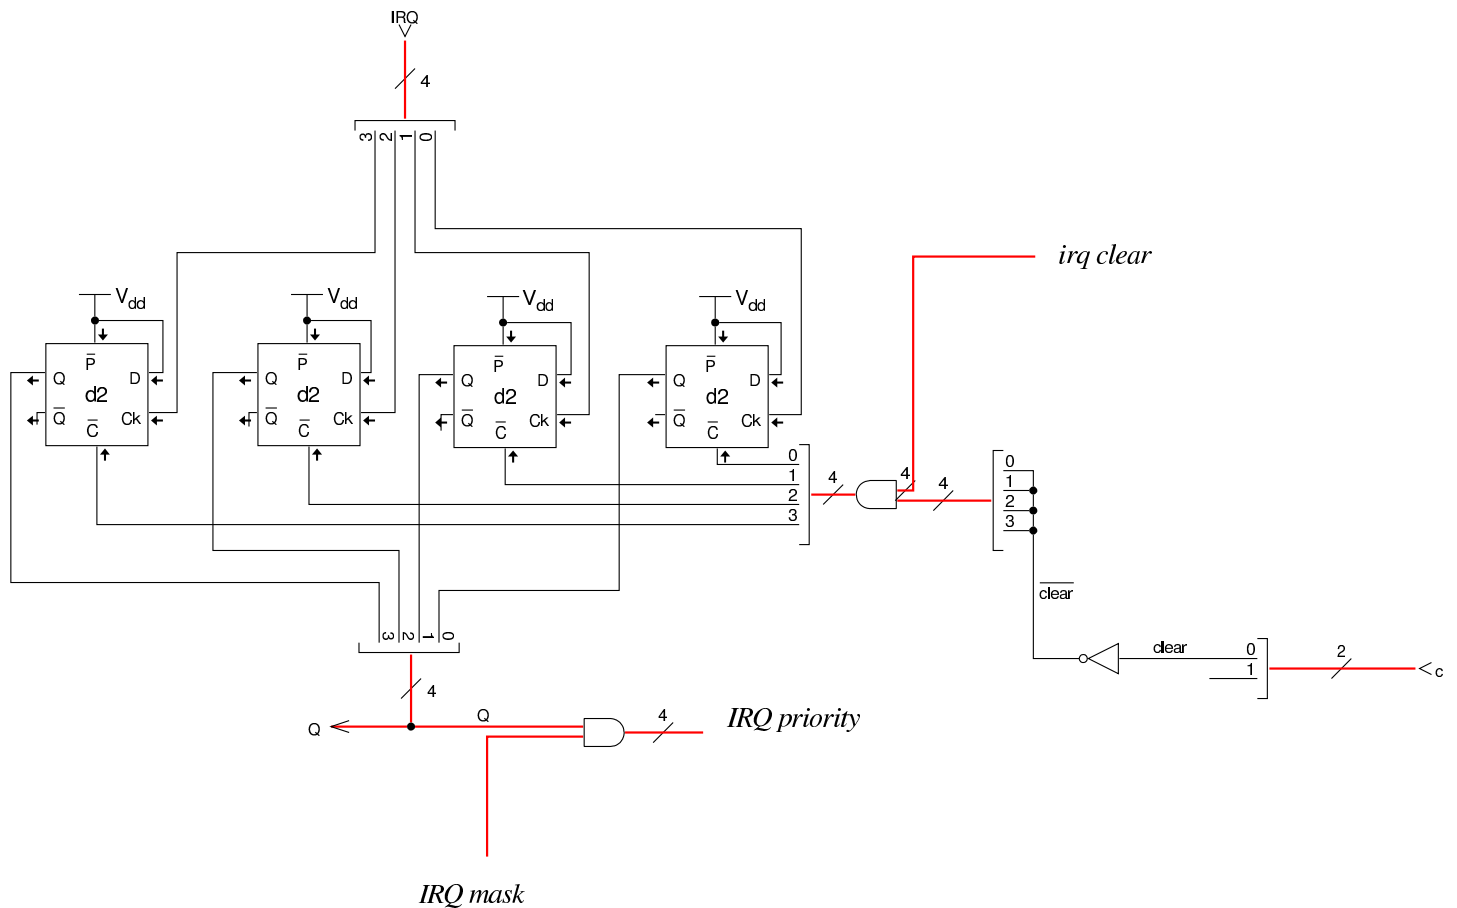 IRQ
4
3 2 1 0
irq clear
Vdd Vdd Vdd Vdd
P̅ P̅ P̅ P̅
Q D Q D Q D Q D
d2 d2 d2 d2
Q̅ Ck Q̅ Ck Q̅ Ck Q̅ Ck
C̅ C̅ C̅ C̅
0
1
2
3
4 4 4
0
1
2
3
c̅l̅e̅a̅r̅
clear
0
1
2
c
3 2 1 0
4
Q Q
4
IRQ priority
IRQ mask